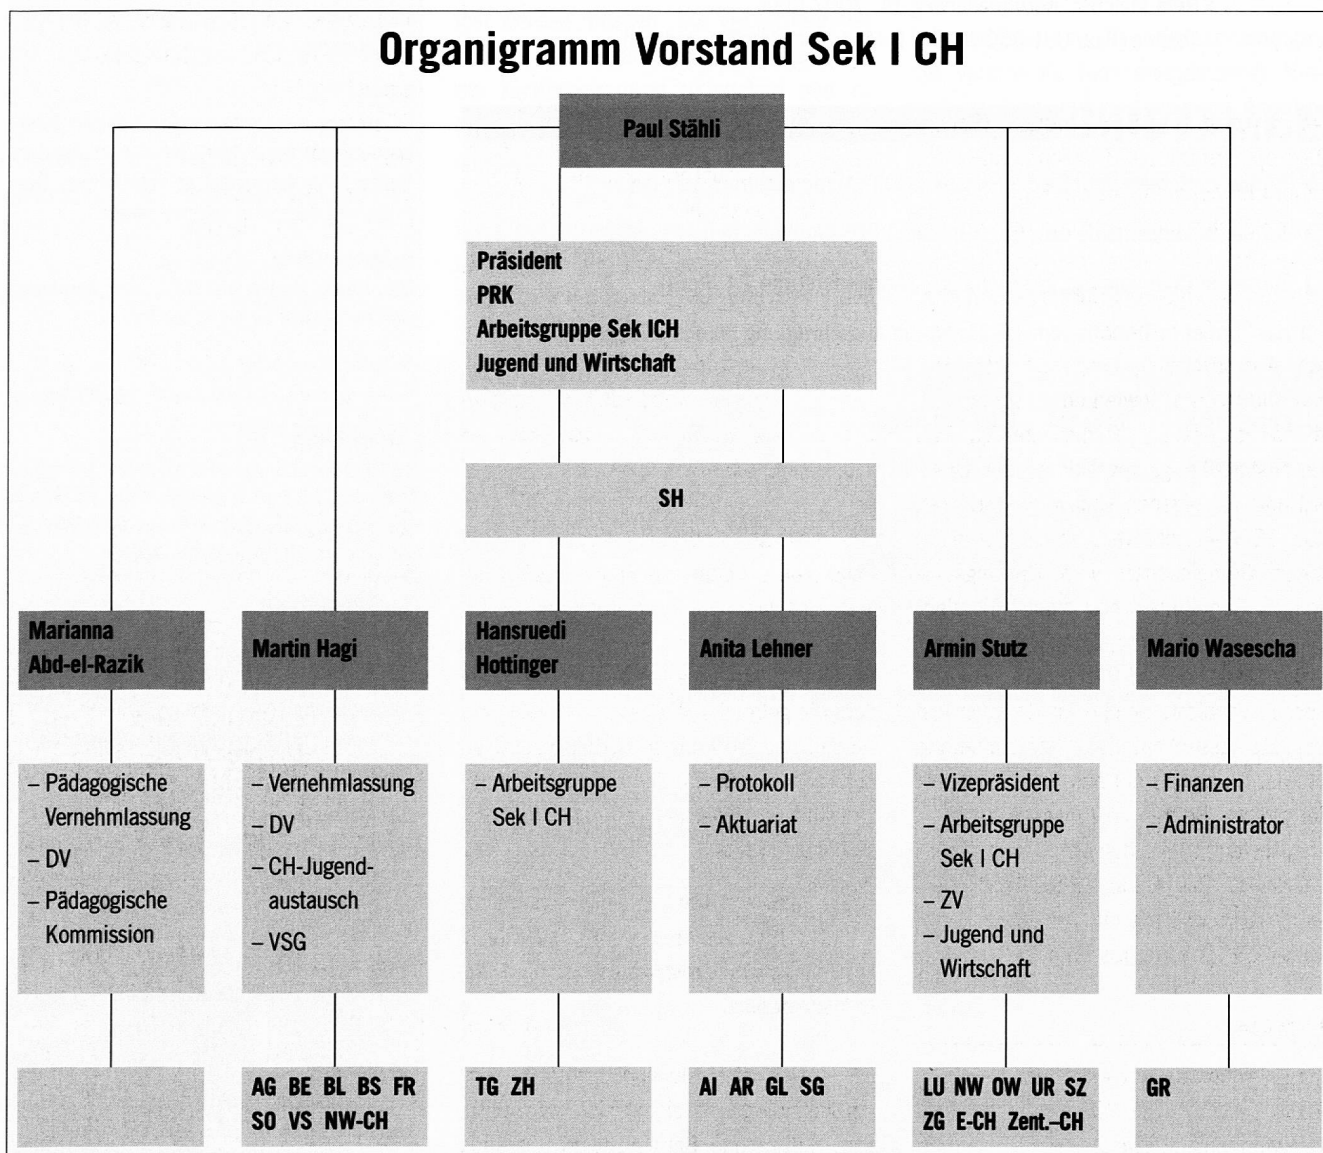 Organigramm Vorstand Sek I CH
Paul Stähli
Präsident
PRK
Arbeitsgruppe Sek ICH
Jugend und Wirtschaft
SH
Marianna
Abd-el-Razik
Martin Hagi
Hansruedi
Hottinger
Anita Lehner
Armin Stutz
Mario Wasescha
– Pädagogische
Vernehmlassung
– DV
– Pädagogische
Kommission
– Vernehmlassung
– DV
– CH-Jugend-
austausch
– VSG
– Arbeitsgruppe
Sek I CH
– Protokoll
– Aktuariat
– Vizepräsident
– Arbeitsgruppe
Sek I CH
– ZV
– Jugend und
Wirtschaft
– Finanzen
– Administrator
AG BE BL BS FR
SO VS NW-CH
TG ZH
AI AR GL SG
LU NW OW UR SZ
ZG E-CH Zent.–CH
GR